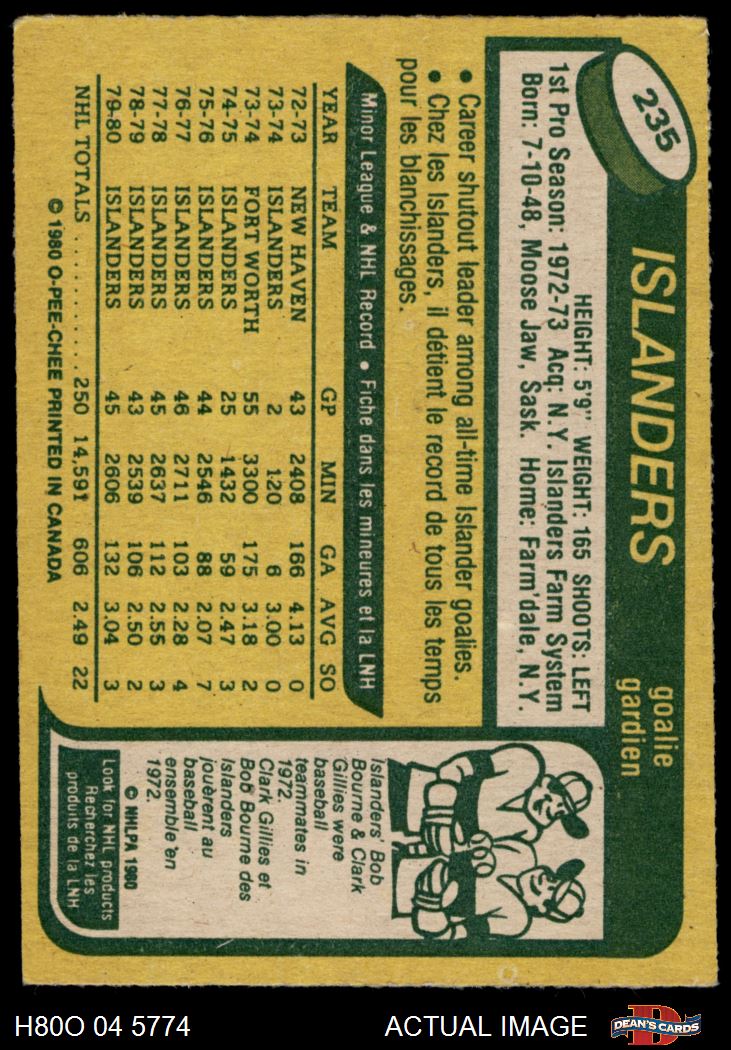 235
ISLANDERS
goalie
gardien
HEIGHT: 5'9" WEIGHT: 165 SHOOTS: LEFT
1st Pro Season: 1972-73 Acq: N.Y. Islanders Farm System
Born: 7-10-48, Moose Jaw, Sask. Home: Farm'dale, N.Y.
• Career shutout leader among all-time Islander goalies.
• Chez les Islanders, il détient le record de tous les temps
pour les blanchissages.
Minor League & NHL Record • Fiche dans les mineures et la LNH
YEAR TEAM GP MIN GA AVG SO
72-73 NEW HAVEN 43 2408 166 4.13 0
73-74 ISLANDERS 2 120 6 3.00 0
73-74 FORT WORTH 55 3300 175 3.18 2
74-75 ISLANDERS 25 1432 59 2.47 3
75-76 ISLANDERS 44 2546 88 2.07 7
76-77 ISLANDERS 46 2711 103 2.28 4
77-78 ISLANDERS 45 2637 112 2.55 3
78-79 ISLANDERS 43 2539 106 2.50 2
79-80 ISLANDERS 45 2606 132 3.04 3
NHL TOTALS .......... 250 14,591 606 2.49 22
© 1980 O-PEE-CHEE PRINTED IN CANADA
Islanders' Bob
Bourne & Clark
Gillies were
baseball
teammates in
1972.
Clark Gillies et
Bob Bourne des
Islanders
jouèrent au
baseball
ensemble en
1972.
© NHLPA 1980
Look for NHL products
Recherchez les
produits de la LNH
H80O 04 5774
ACTUAL IMAGE
D
DEAN'S CARDS